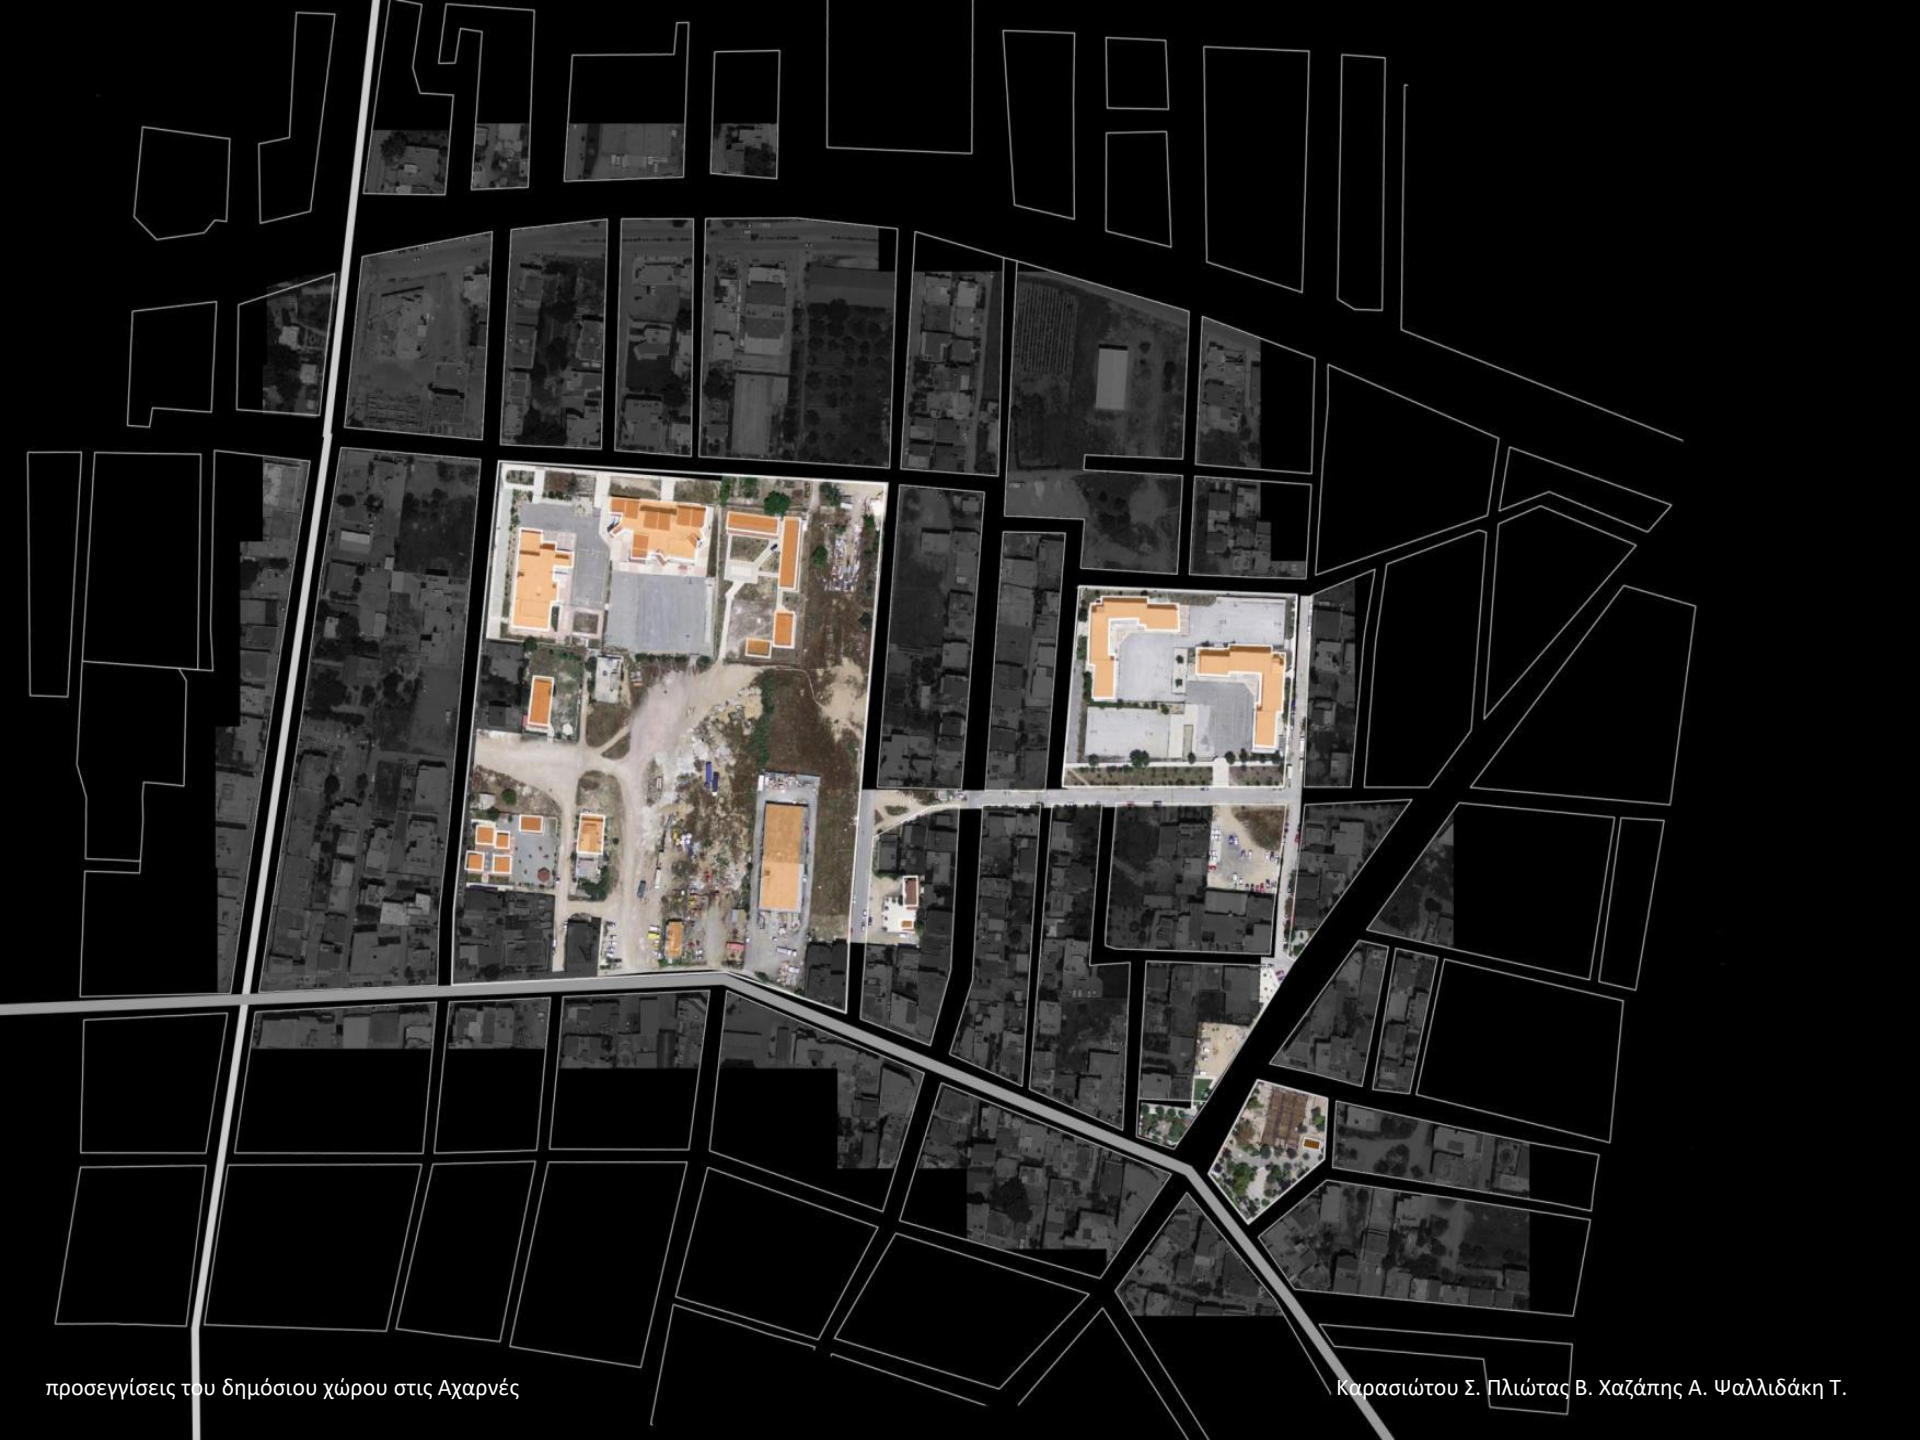 προσεγγίσεις του δημόσιου χώρου στις Αχαρνές
Καρασιώτου Σ. Πλιώτας Β. Χαζάπης Α. Ψαλλιδάκη Τ.